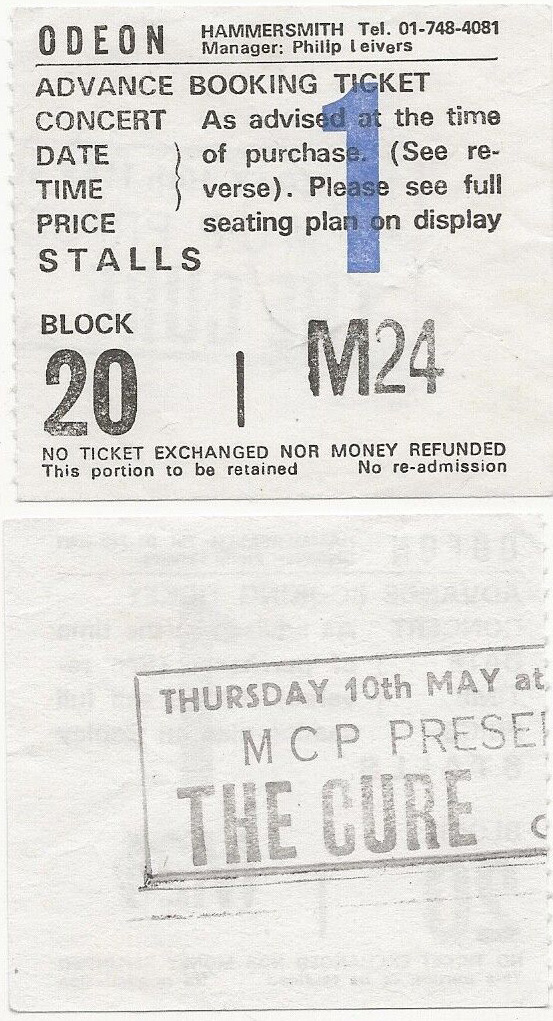 ODEON HAMMERSMITH Tel. 01-748-4081
Manager: Philip Leivers
ADVANCE BOOKING TICKET
CONCERT As advised at the time
DATE } of purchase. (See re-
TIME verse). Please see full
PRICE seating plan on display
1
STALLS
BLOCK
20 | M24
NO TICKET EXCHANGED NOR MONEY REFUNDED
This portion to be retained No re-admission
THURSDAY 10th MAY at
MCP PRESE
THE CURE